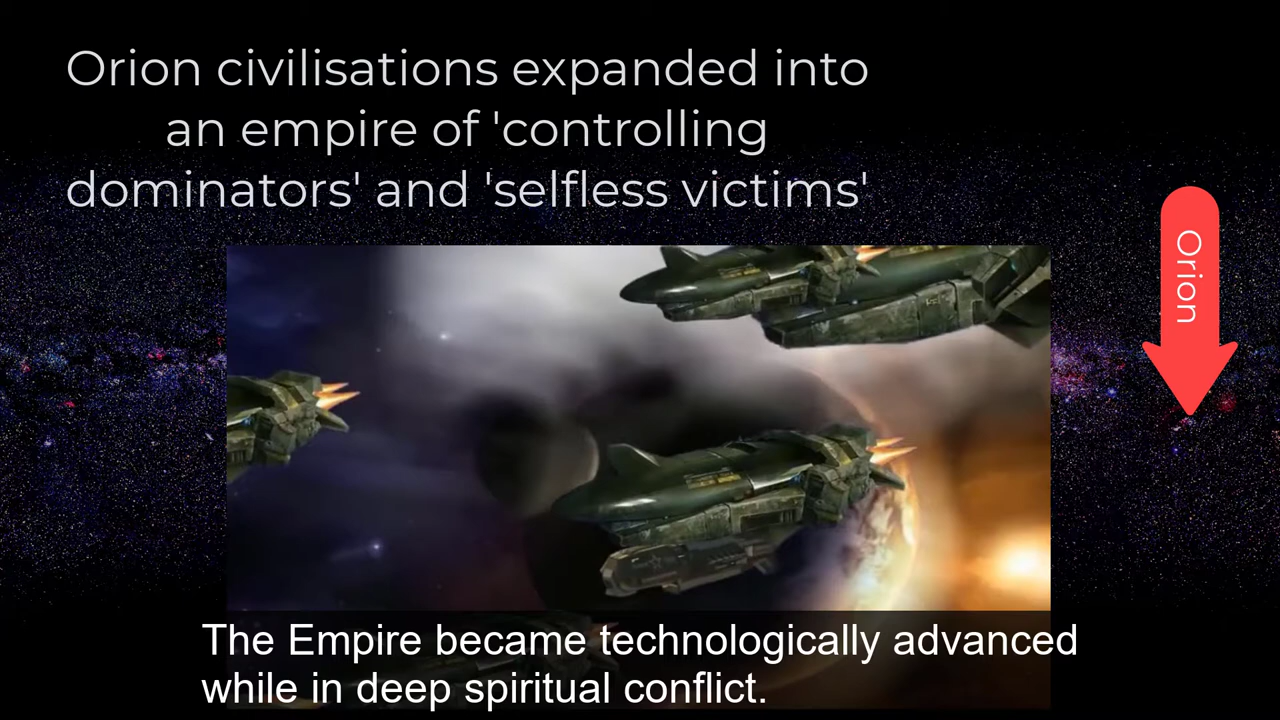 Orion civilisations expanded into
an empire of 'controlling
dominators' and 'selfless victims'
Orion
The Empire became technologically advanced
while in deep spiritual conflict.